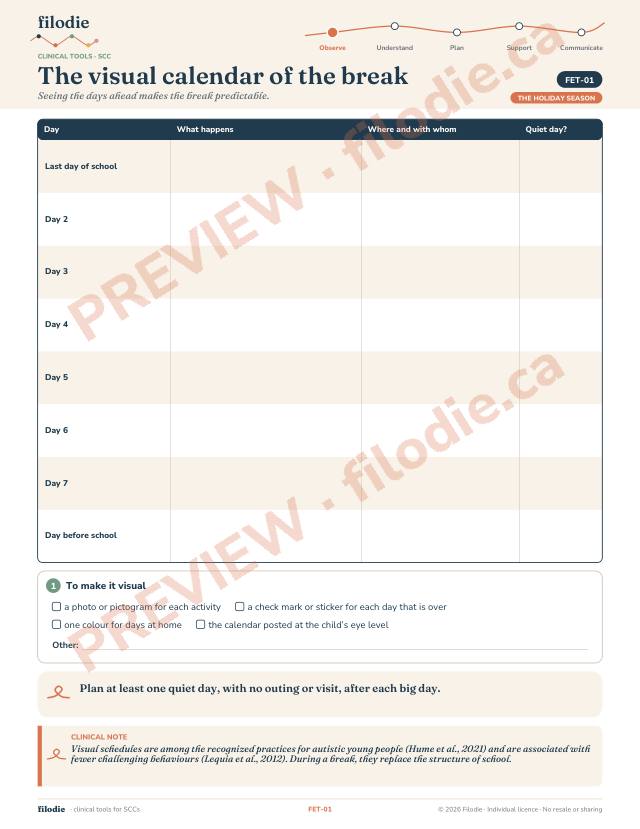 filodie
CLINICAL TOOLS · SCC
Observe Understand Plan Support Communicate
The visual calendar of the break
Seeing the days ahead makes the break predictable.
FET-01
THE HOLIDAY SEASON
Day What happens Where and with whom Quiet day?
Last day of school
Day 2
Day 3
Day 4
Day 5
Day 6
Day 7
Day before school
PREVIEW · filodie.ca
PREVIEW · filodie.ca
1 To make it visual
a photo or pictogram for each activity a check mark or sticker for each day that is over
one colour for days at home the calendar posted at the child's eye level
Other:
Plan at least one quiet day, with no outing or visit, after each big day.
CLINICAL NOTE
Visual schedules are among the recognized practices for autistic young people (Hume et al., 2021) and are associated with
fewer challenging behaviours (Lequia et al., 2012). During a break, they replace the structure of school.
filodie · clinical tools for SCCs FET-01 © 2026 Filodie · Individual licence · No resale or sharing